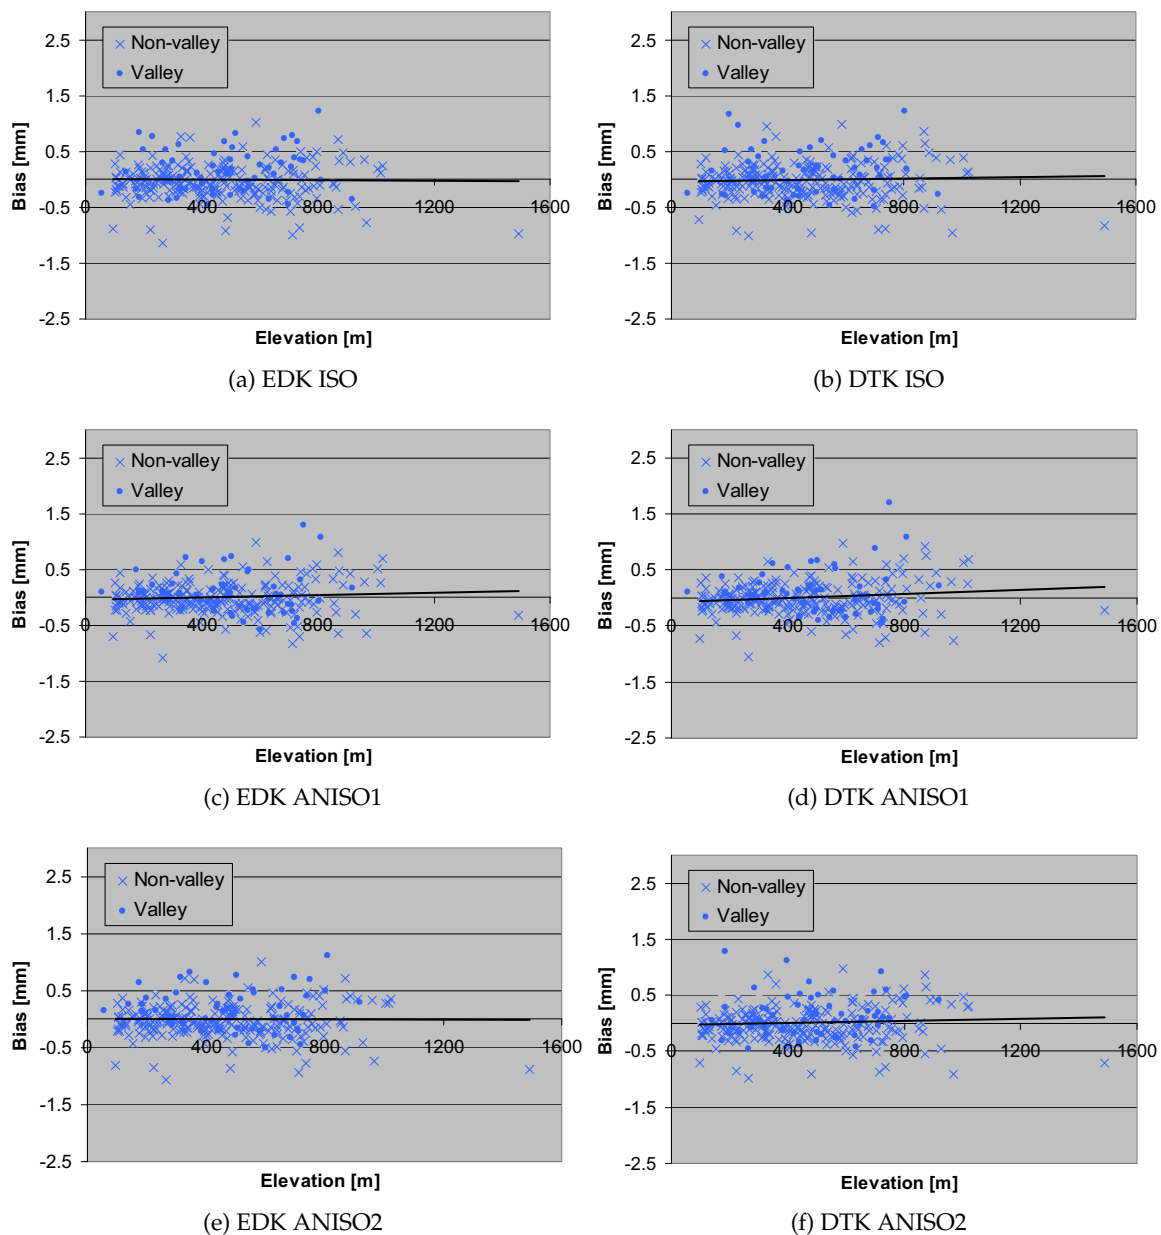 2.5
1.5
0.5
-0.5
-1.5
-2.5
0
400
800
1200
1600
Non-valley
Valley
Bias [mm]
Elevation [m]
(a) EDK ISO
2.5
1.5
0.5
-0.5
-1.5
-2.5
0
400
800
1200
1600
Non-valley
Valley
Bias [mm]
Elevation [m]
(b) DTK ISO
2.5
1.5
0.5
-0.5
-1.5
-2.5
0
400
800
1200
1600
Non-valley
Valley
Bias [mm]
Elevation [m]
(c) EDK ANISO1
2.5
1.5
0.5
-0.5
-1.5
-2.5
0
400
800
1200
1600
Non-valley
Valley
Bias [mm]
Elevation [m]
(d) DTK ANISO1
2.5
1.5
0.5
-0.5
-1.5
-2.5
0
400
800
1200
1600
Non-valley
Valley
Bias [mm]
Elevation [m]
(e) EDK ANISO2
2.5
1.5
0.5
-0.5
-1.5
-2.5
0
400
800
1200
1600
Non-valley
Valley
Bias [mm]
Elevation [m]
(f) DTK ANISO2